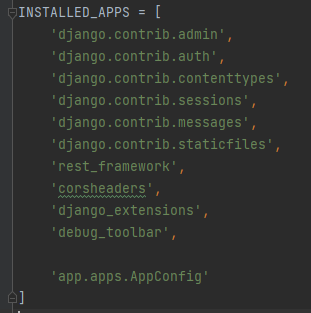 INSTALLED_APPS = [
    'django.contrib.admin',
    'django.contrib.auth',
    'django.contrib.contenttypes',
    'django.contrib.sessions',
    'django.contrib.messages',
    'django.contrib.staticfiles',
    'rest_framework',
    'corsheaders',
    'django_extensions',
    'debug_toolbar',

    'app.apps.AppConfig'
]